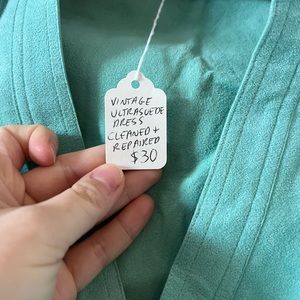 VINTAGE
ULTRASUEDE
DRESS
CLEANED +
REPAIRED
$30